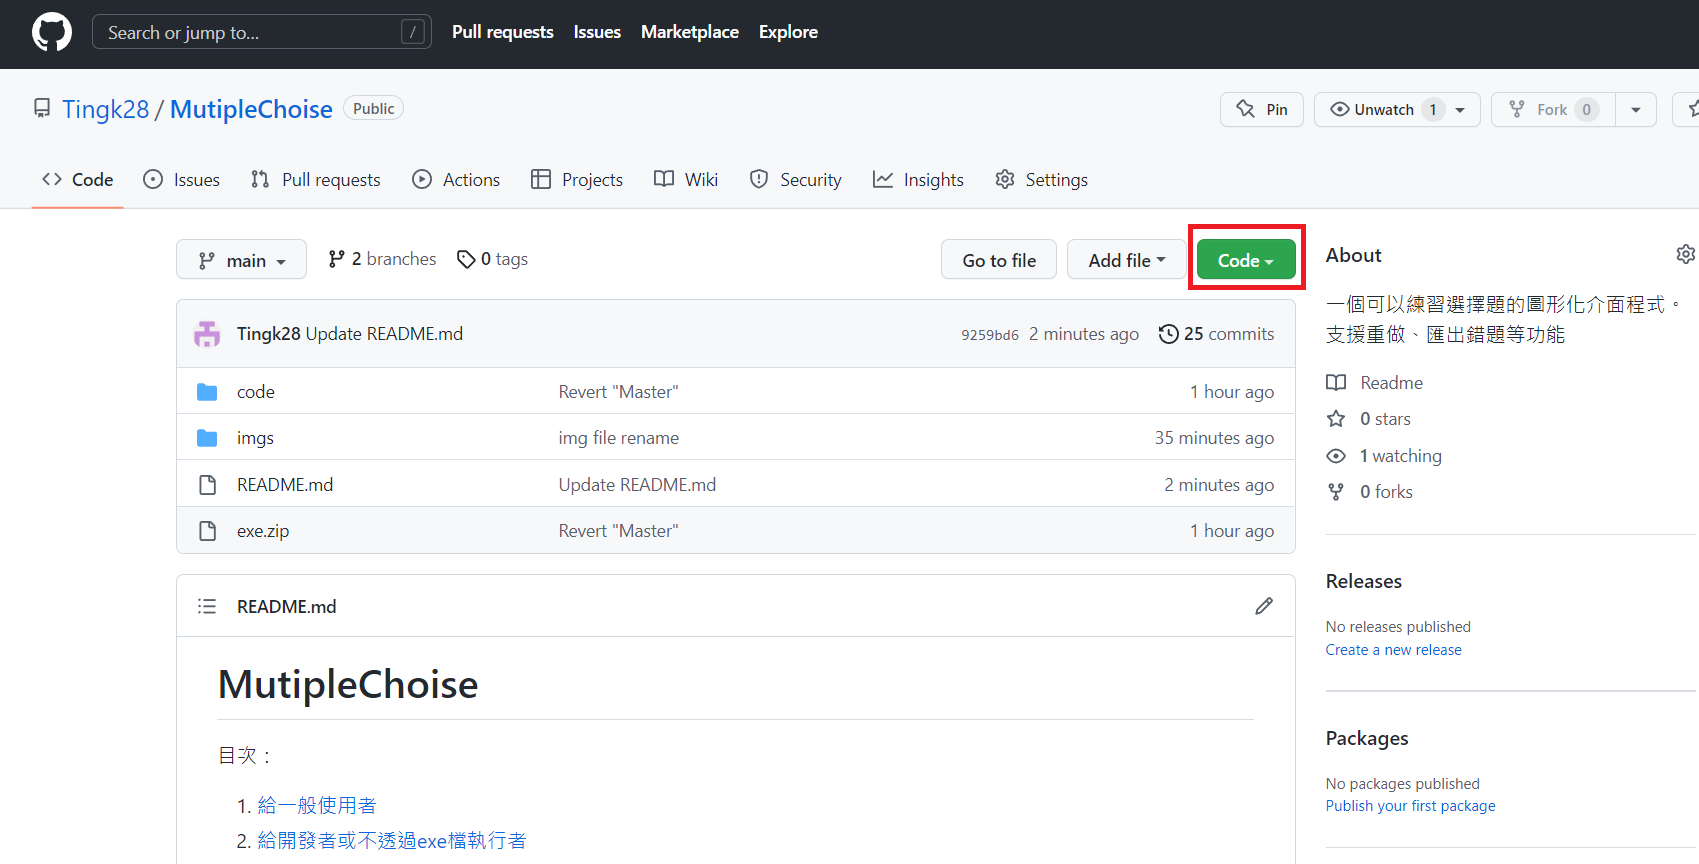 Search or jump to... /
Pull requests Issues Marketplace Explore
Tingk28 / MutipleChoise Public
Pin Unwatch 1 Fork 0
Code Issues Pull requests Actions Projects Wiki Security Insights Settings
main 2 branches 0 tags Go to file Add file Code
Tingk28 Update README.md 9259bd6 2 minutes ago 25 commits
code Revert "Master" 1 hour ago
imgs img file rename 35 minutes ago
README.md Update README.md 2 minutes ago
exe.zip Revert "Master" 1 hour ago
README.md
MutipleChoise
目次：
1. 給一般使用者
2. 給開發者或不透過exe檔執行者
About
一個可以練習選擇題的圖形化介面程式。
支援重做、匯出錯題等功能
Readme
0 stars
1 watching
0 forks
Releases
No releases published
Create a new release
Packages
No packages published
Publish your first package